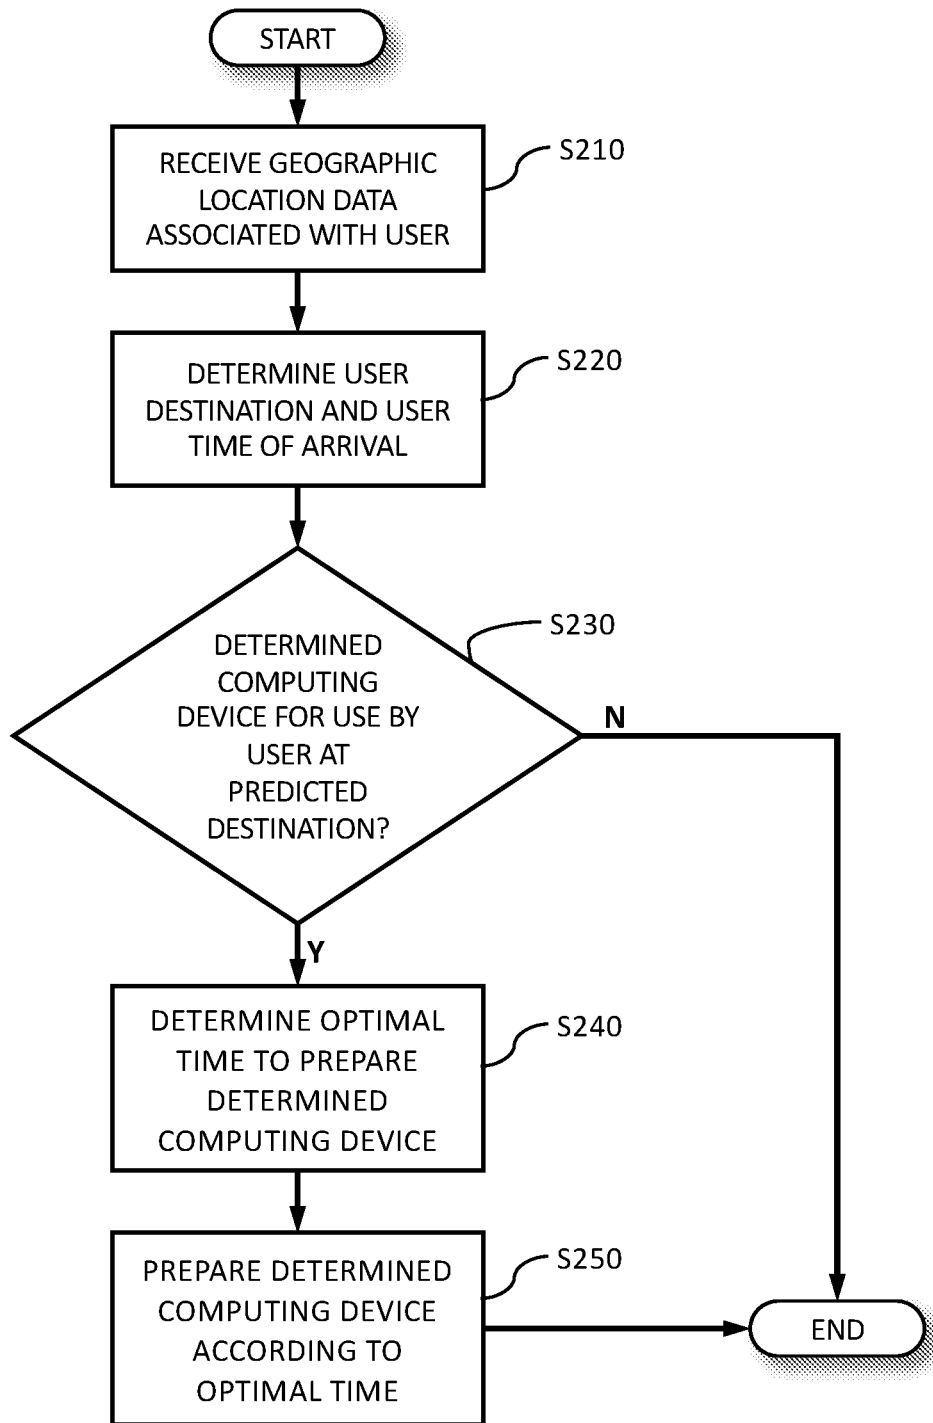 START
RECEIVE GEOGRAPHIC
LOCATION DATA
ASSOCIATED WITH USER
S210
DETERMINE USER
DESTINATION AND USER
TIME OF ARRIVAL
S220
DETERMINED
COMPUTING
DEVICE FOR USE BY
USER AT
PREDICTED
DESTINATION?
S230
N
Y
DETERMINE OPTIMAL
TIME TO PREPARE
DETERMINED
COMPUTING DEVICE
S240
PREPARE DETERMINED
COMPUTING DEVICE
ACCORDING TO
OPTIMAL TIME
S250
END